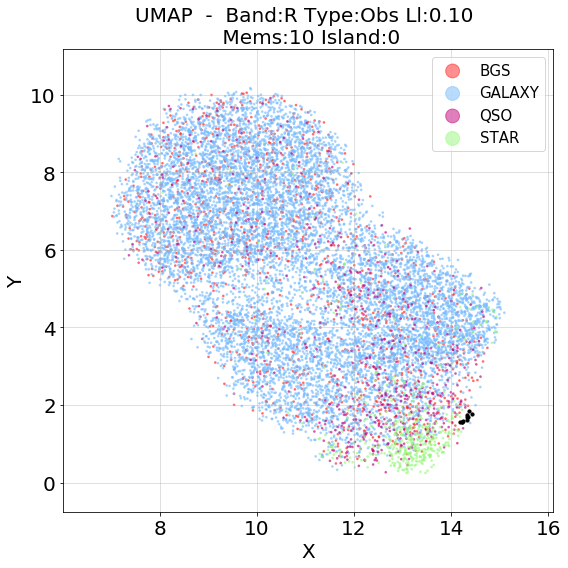 UMAP - Band:R Type:Obs Ll:0.10
Mems:10 Island:0
BGS
GALAXY
QSO
STAR
Y
10
8
6
4
2
0
8 10 12 14 16
X